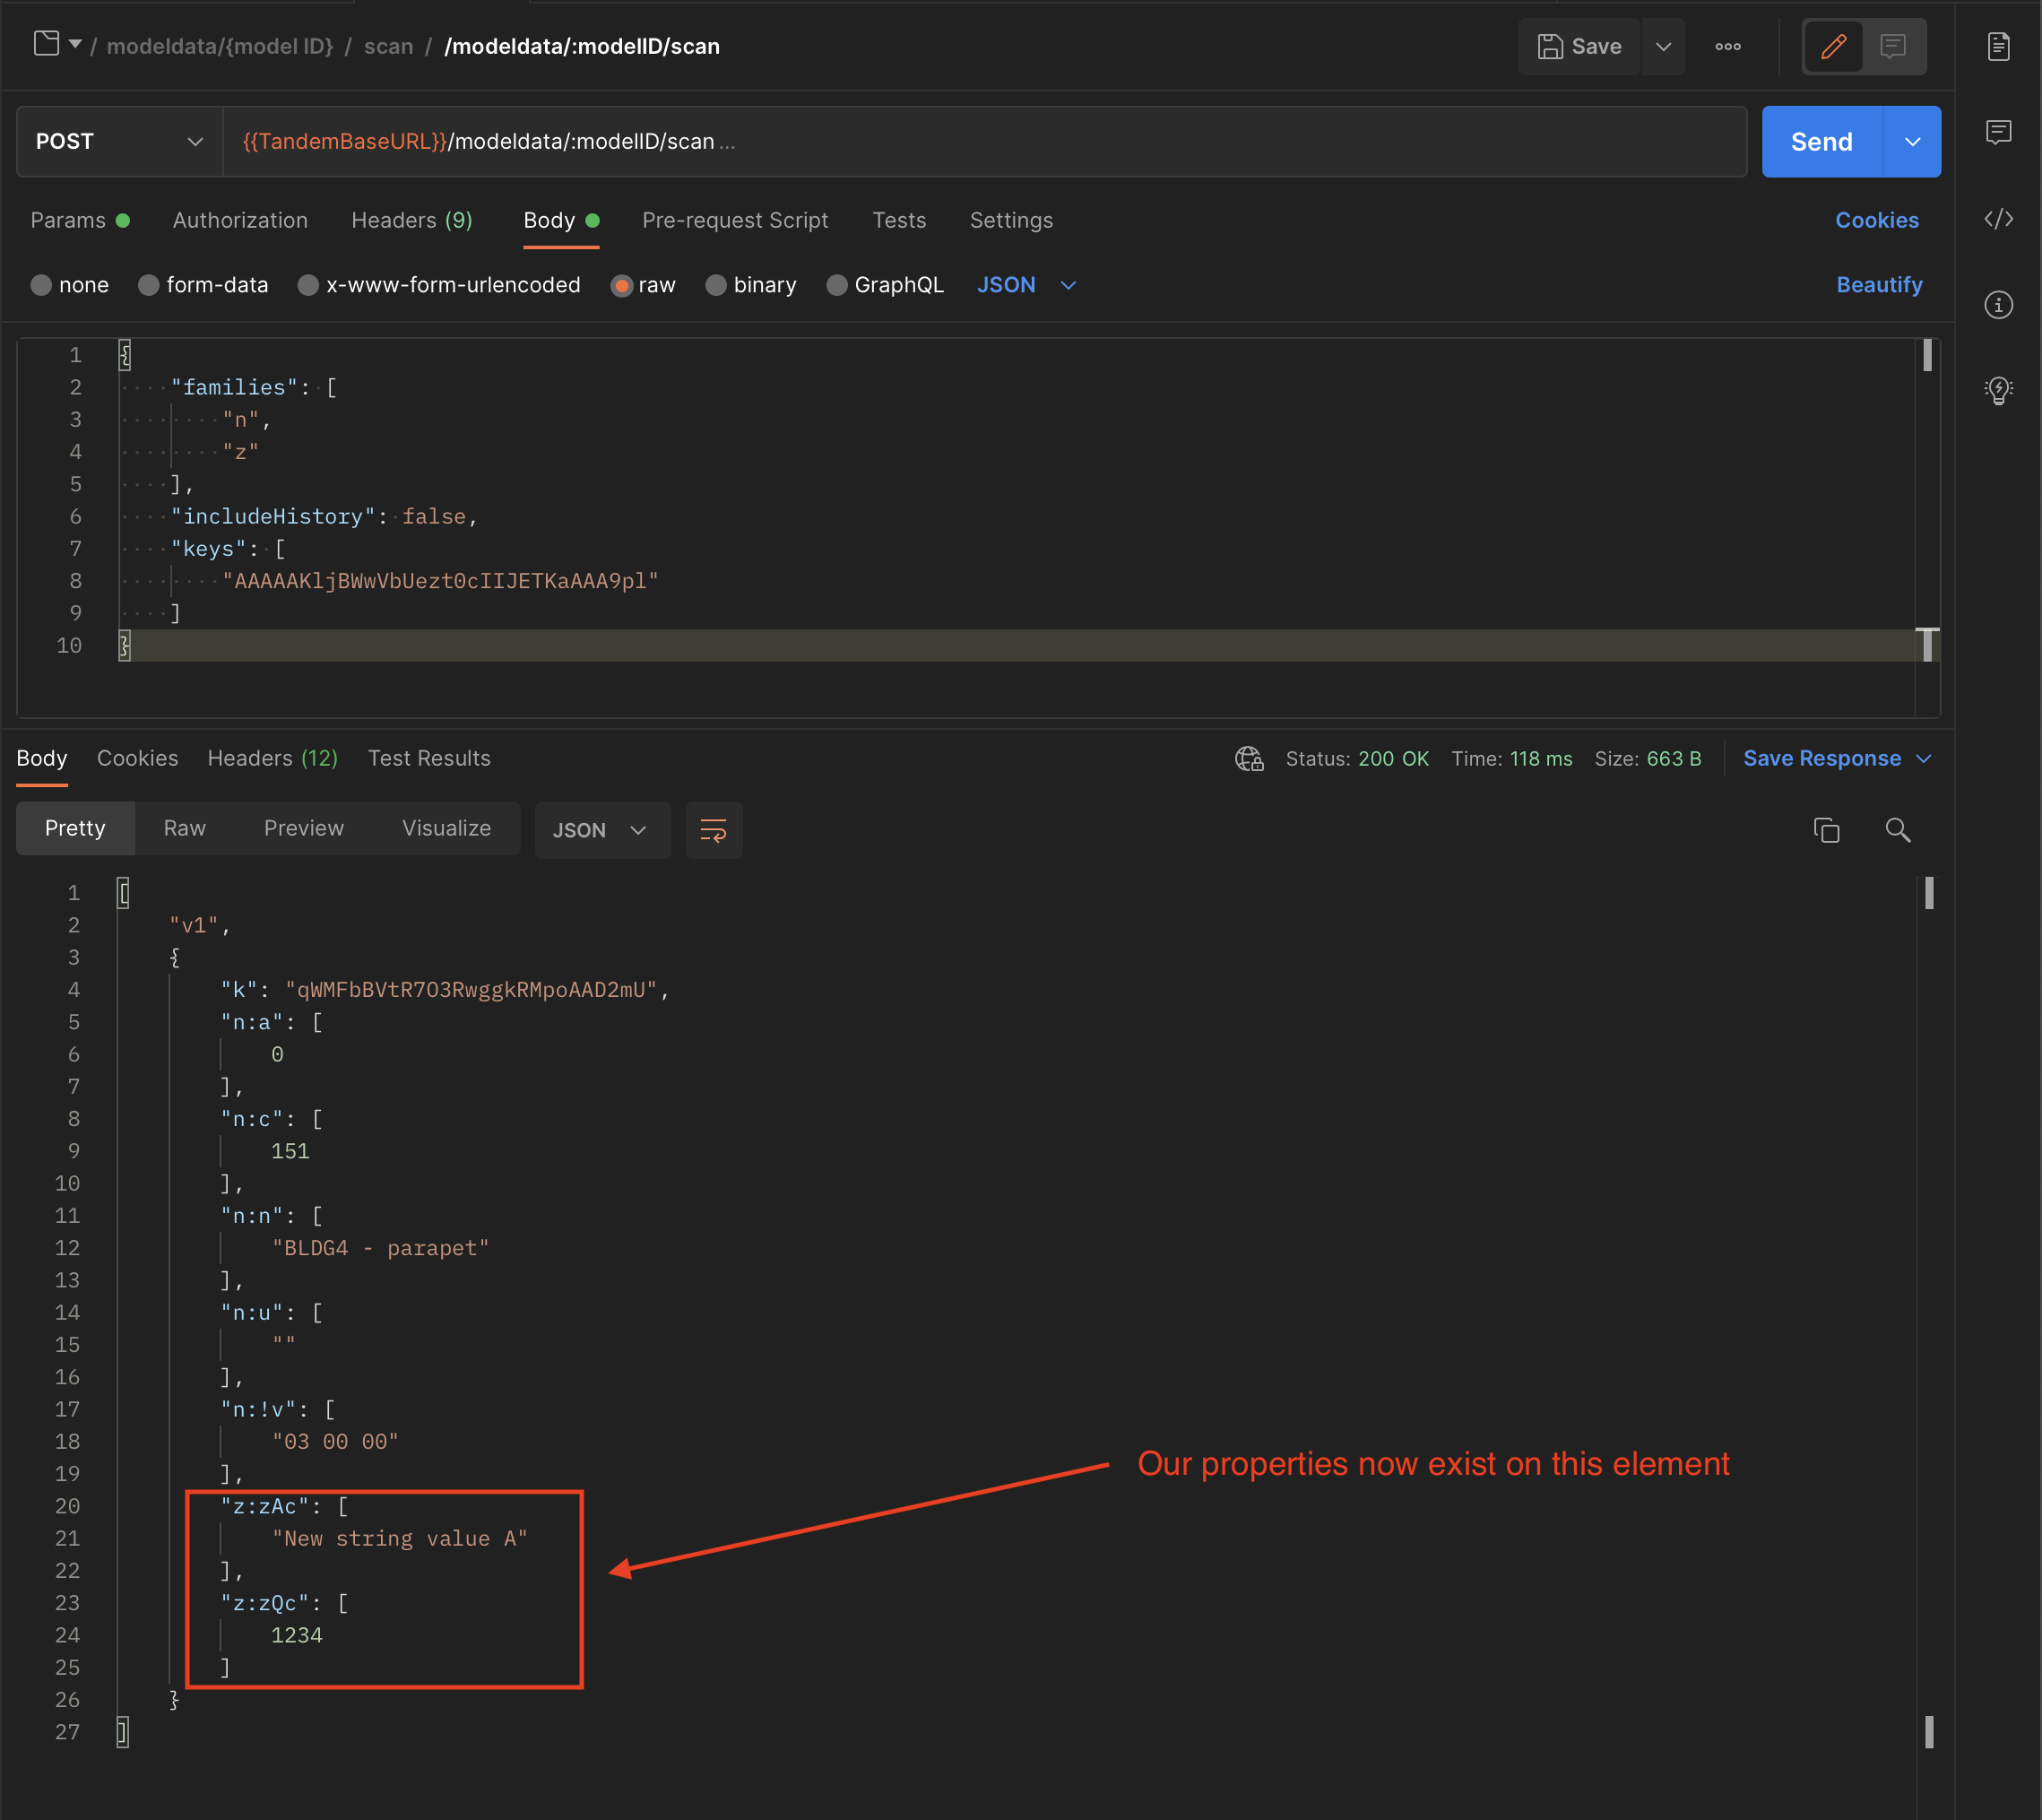 / modeldata/{model ID} / scan / /modeldata/:modelID/scan
Save
POST
{{TandemBaseURL}}/modeldata/:modelID/scan ...
Send
Params
Authorization
Headers (9)
Body
Pre-request Script
Tests
Settings
Cookies
none
form-data
x-www-form-urlencoded
raw
binary
GraphQL
JSON
Beautify
1 {
2 "families": [
3 "n",
4 "z"
5 ],
6 "includeHistory": false,
7 "keys": [
8 "AAAAAKljBWwVbUezt0cIIJETKaAAA9pl"
9 ]
10 }
Body
Cookies
Headers (12)
Test Results
Status: 200 OK
Time: 118 ms
Size: 663 B
Save Response
Pretty
Raw
Preview
Visualize
JSON
1 [
2 "v1",
3 {
4 "k": "qWMFbBVtR7O3RwggkRMpoAAD2mU",
5 "n:a": [
6 0
7 ],
8 "n:c": [
9 151
10 ],
11 "n:n": [
12 "BLDG4 - parapet"
13 ],
14 "n:u": [
15 ""
16 ],
17 "n:!v": [
18 "03 00 00"
19 ],
20 "z:zAc": [
21 "New string value A"
22 ],
23 "z:zQc": [
24 1234
25 ]
26 }
27 ]
Our properties now exist on this element